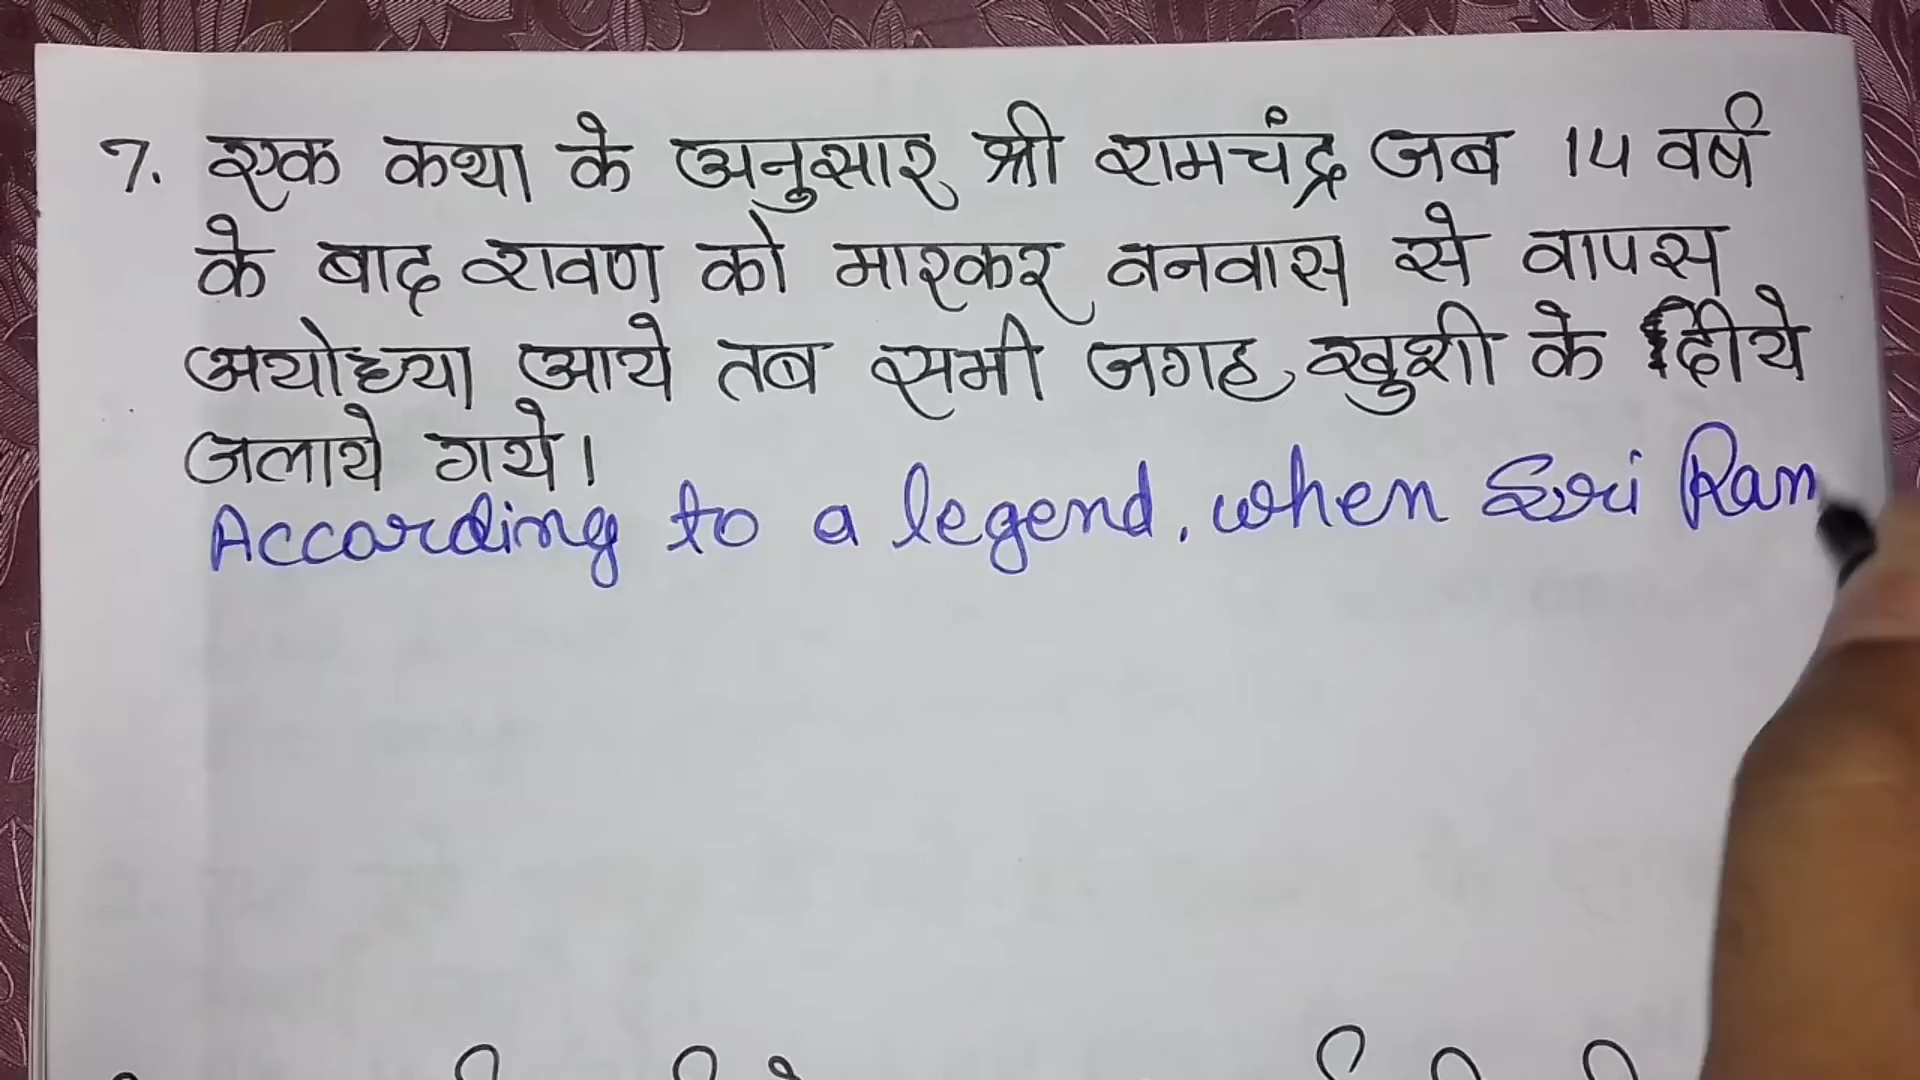 7. एक कथा के अनुसार श्री रामचंद्र जब 14 वर्ष
के बाद रावण को मारकर वनवास से वापस
अयोध्या आये तब सभी जगह खुशी के दीये
जलाये गये।
According to a legend, when Sri Ram